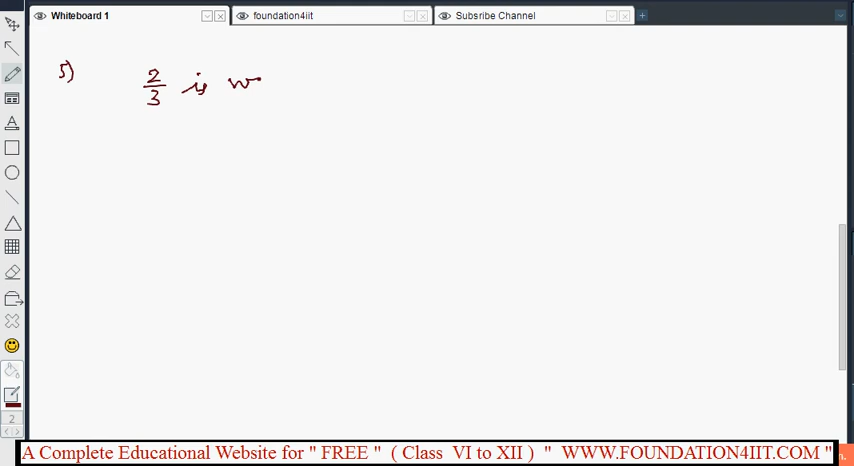 Whiteboard 1
foundation4iit
Subsribe Channel
5) 2/3 is w
2
A Complete Educational Website for " FREE " ( Class VI to XII ) " WWW.FOUNDATION4IIT.COM "